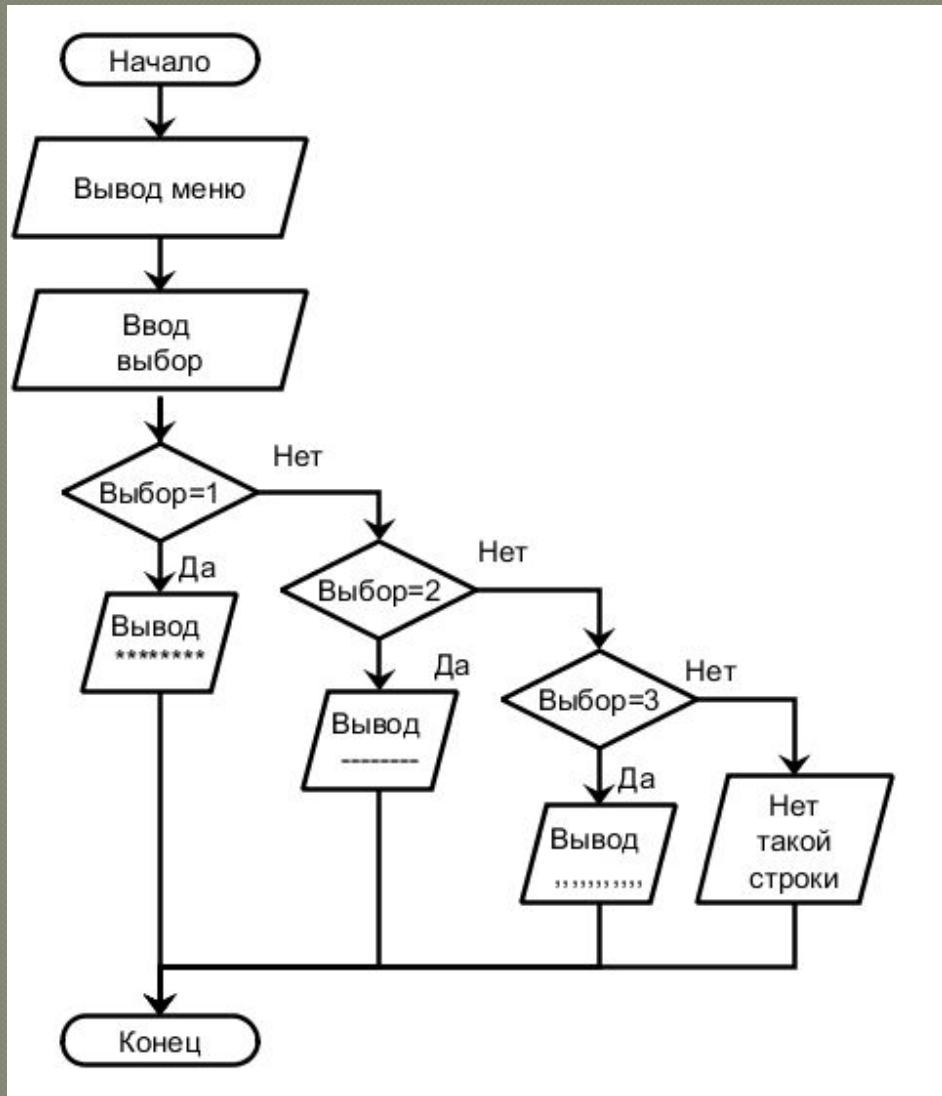 Начало
Вывод меню
Ввод
выбор
Нет
Выбор=1
Да
Вывод
********
Нет
Выбор=2
Да
Вывод
--------
Нет
Выбор=3
Да
Вывод
,,,,,,,,,,,
Нет
такой
строки
Конец